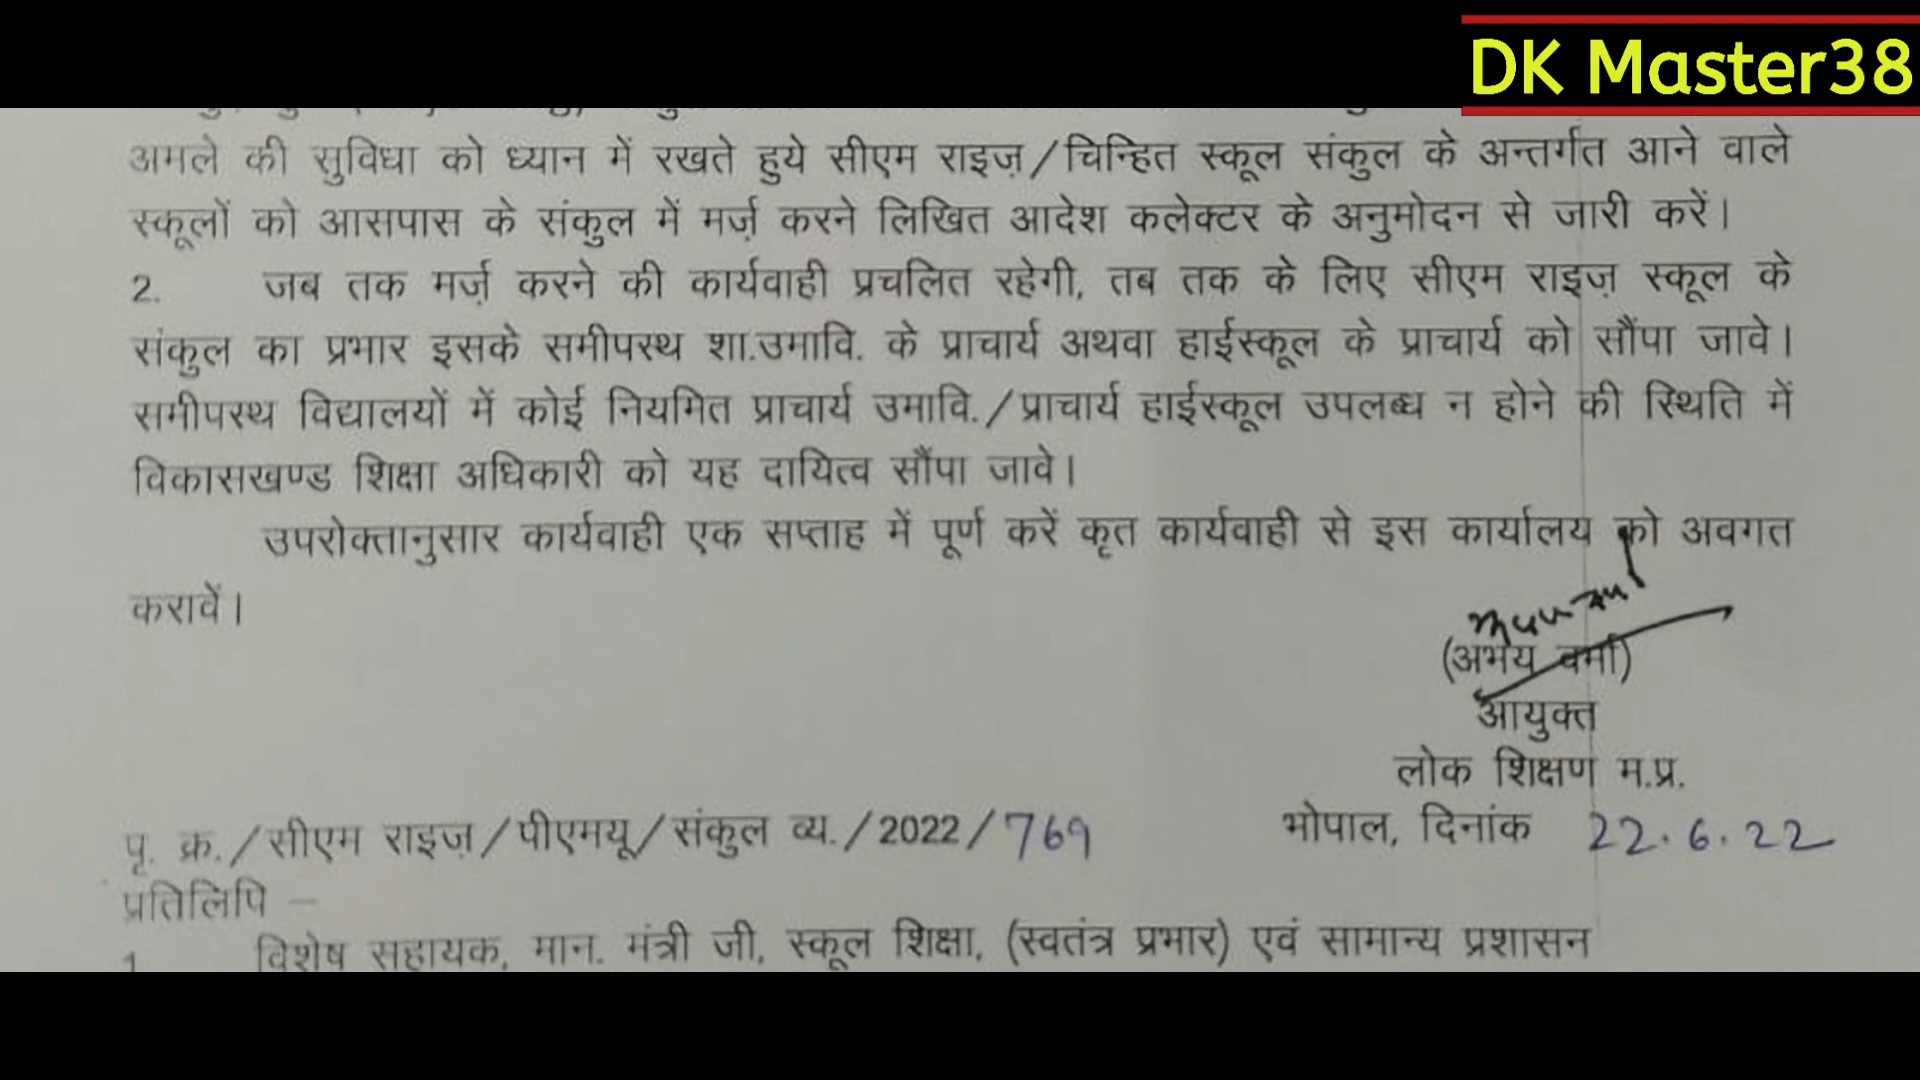 DK Master38
अमले की सुविधा को ध्यान में रखते हुये सीएम राइज़/चिन्हित स्कूल संकुल के अन्तर्गत आने वाले
स्कूलों को आसपास के संकुल में मर्ज़ करने लिखित आदेश कलेक्टर के अनुमोदन से जारी करें।
2. जब तक मर्ज़ करने की कार्यवाही प्रचलित रहेगी, तब तक के लिए सीएम राइज़ स्कूल के
संकुल का प्रभार इसके समीपस्थ शा.उमावि. के प्राचार्य अथवा हाईस्कूल के प्राचार्य को सौंपा जावे।
समीपस्थ विद्यालयों में कोई नियमित प्राचार्य उमावि./प्राचार्य हाईस्कूल उपलब्ध न होने की स्थिति में
विकासखण्ड शिक्षा अधिकारी को यह दायित्व सौंपा जावे।
उपरोक्तानुसार कार्यवाही एक सप्ताह में पूर्ण करें कृत कार्यवाही से इस कार्यालय को अवगत
करावें।
(अभय वर्मा)
आयुक्त
लोक शिक्षण म.प्र.
पृ. क्र./सीएम राइज़/पीएमयू/संकुल व्य./2022/769 भोपाल, दिनांक 22.6.22
प्रतिलिपि –
1 विशेष सहायक, मान. मंत्री जी, स्कूल शिक्षा, (स्वतंत्र प्रभार) एवं सामान्य प्रशासन